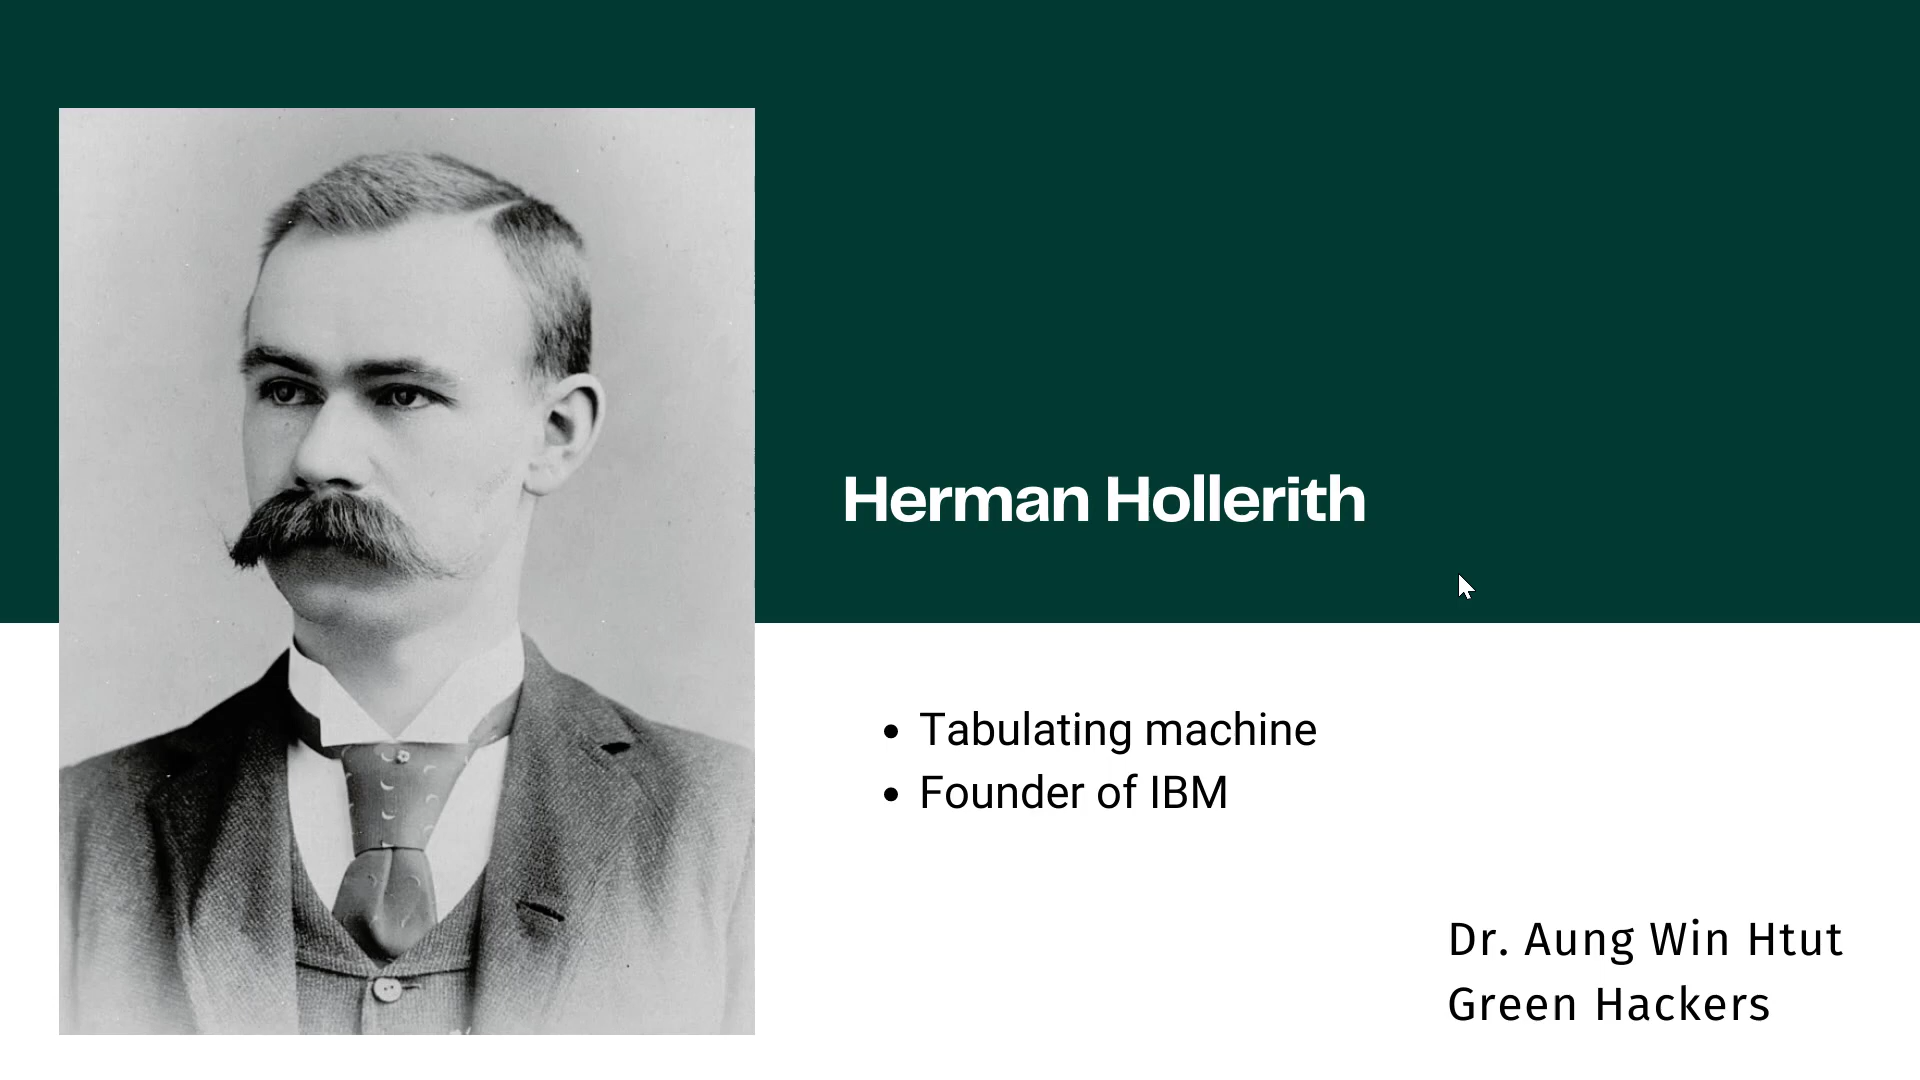 Herman Hollerith
• Tabulating machine
• Founder of IBM
Dr. Aung Win Htut
Green Hackers